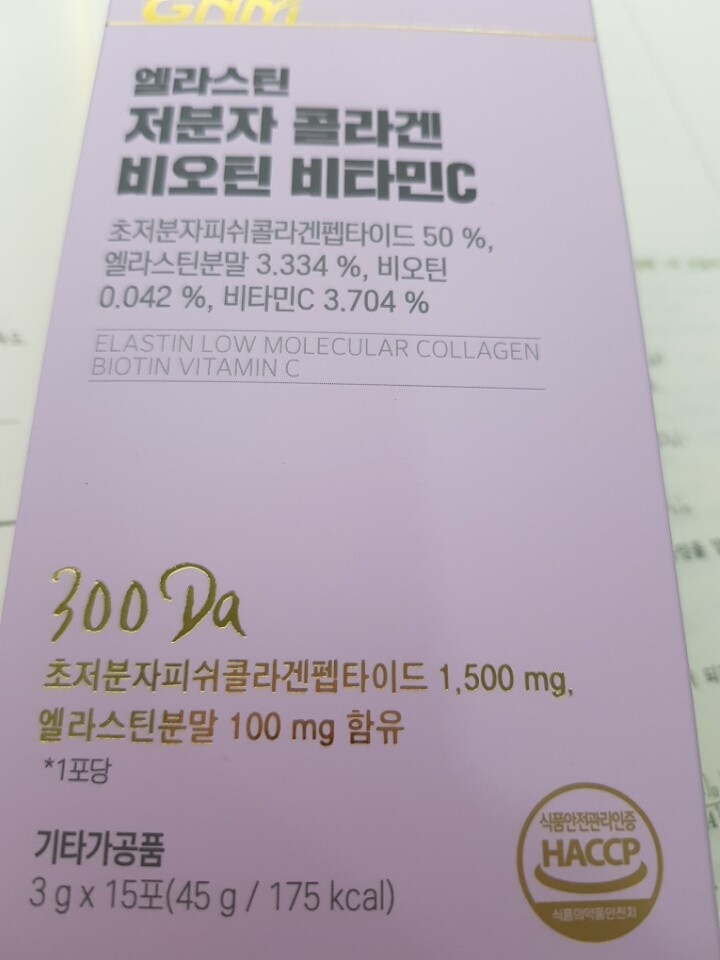 GNM
엘라스틴
저분자 콜라겐
비오틴 비타민C
초저분자피쉬콜라겐펩타이드 50 %,
엘라스틴분말 3.334 %, 비오틴
0.042 %, 비타민C 3.704 %
ELASTIN LOW MOLECULAR COLLAGEN
BIOTIN VITAMIN C
300 Da
초저분자피쉬콜라겐펩타이드 1,500 mg,
엘라스틴분말 100 mg 함유
*1포당
기타가공품
3 g x 15포(45 g / 175 kcal)
식품안전관리인증
HACCP
식품의약품안전처